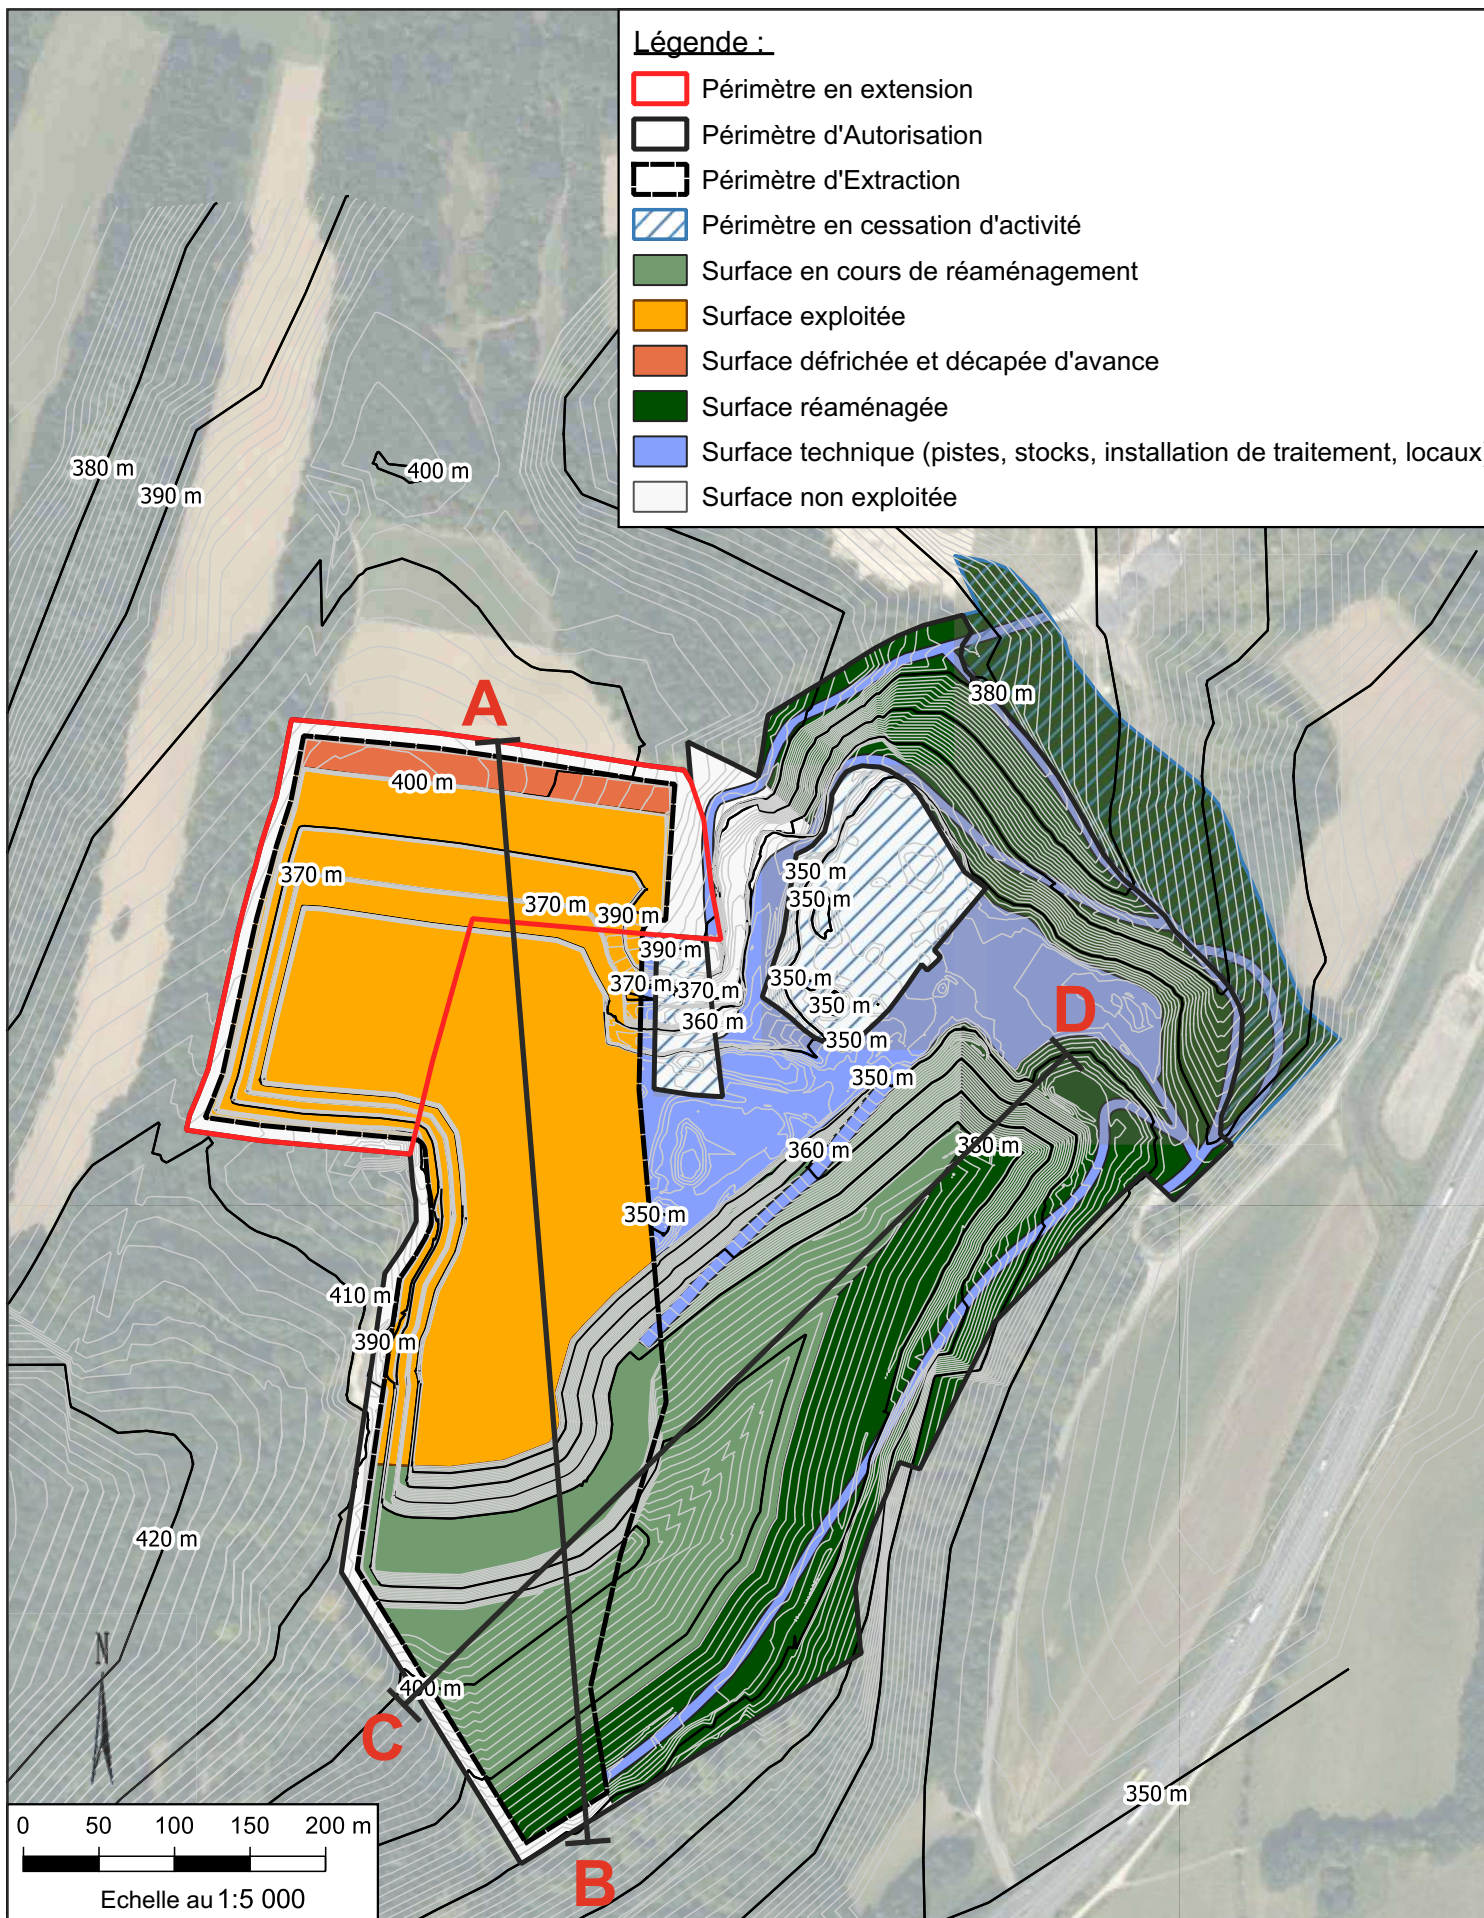 Légende :
Périmètre en extension
Périmètre d'Autorisation
Périmètre d'Extraction
Périmètre en cessation d'activité
Surface en cours de réaménagement
Surface exploitée
Surface défrichée et décapée d'avance
Surface réaménagée
Surface technique (pistes, stocks, installation de traitement, locaux)
Surface non exploitée
380 m
390 m
400 m
380 m
A
400 m
370 m
370 m
390 m
390 m
370 m
370 m
360 m
350 m
350 m
350 m
350 m
350 m
D
350 m
360 m
380 m
350 m
410 m
390 m
420 m
N
400 m
C
350 m
B
0 50 100 150 200 m
Echelle au 1:5 000